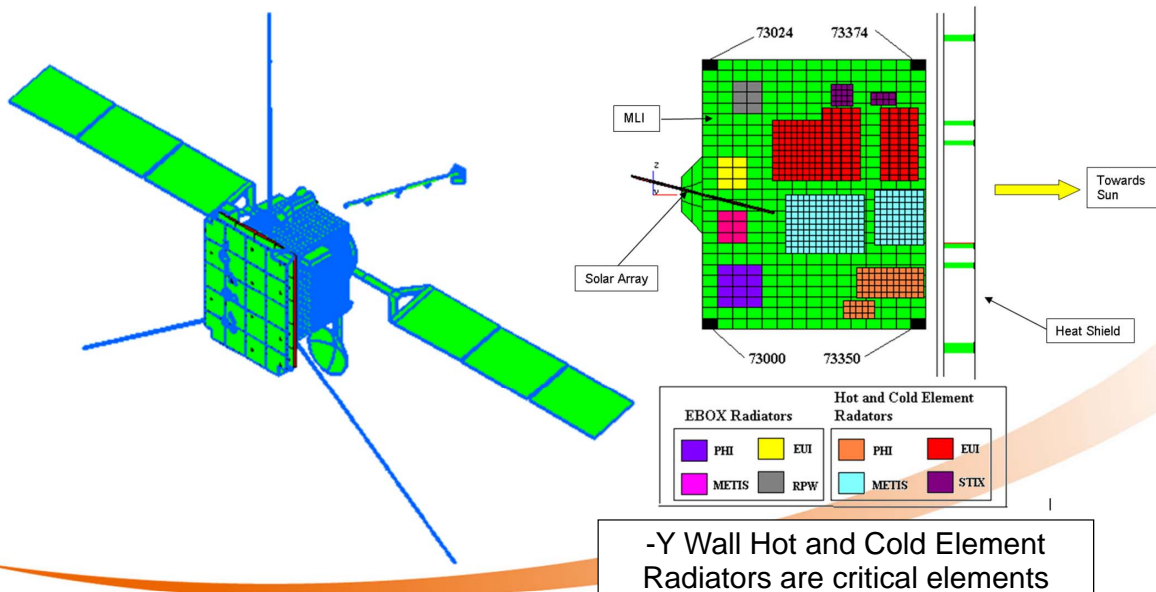 73024
73374
MLI
z
Towards
Sun
Solar Array
Heat Shield
73000
73350
EBOX Radiators
Hot and Cold Element
Radators
PHI
EUI
METIS
RPW
PHI
EUI
METIS
STIX
-Y Wall Hot and Cold Element
Radiators are critical elements